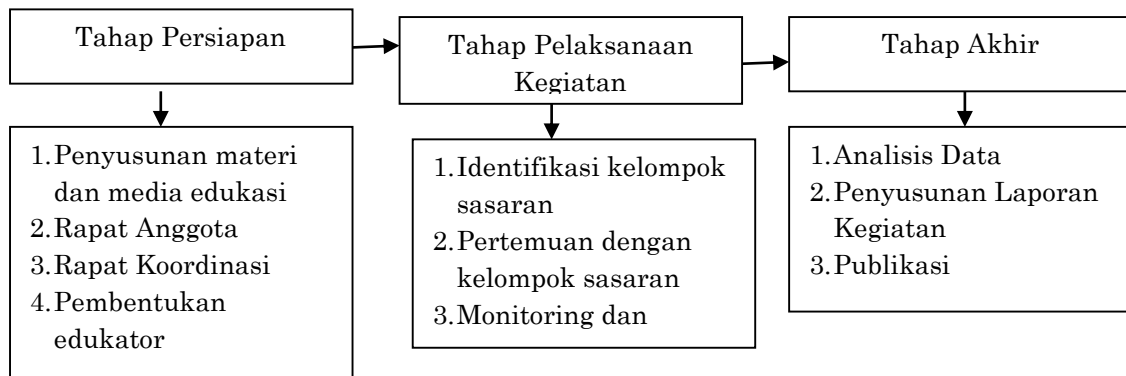 Tahap Persiapan
Tahap Pelaksanaan
Kegiatan
Tahap Akhir
1.Penyusunan materi
dan media edukasi
2.Rapat Anggota
3.Rapat Koordinasi
4.Pembentukan
edukator
1.Identifikasi kelompok
sasaran
2.Pertemuan dengan
kelompok sasaran
3.Monitoring dan
1.Analisis Data
2.Penyusunan Laporan
Kegiatan
3.Publikasi